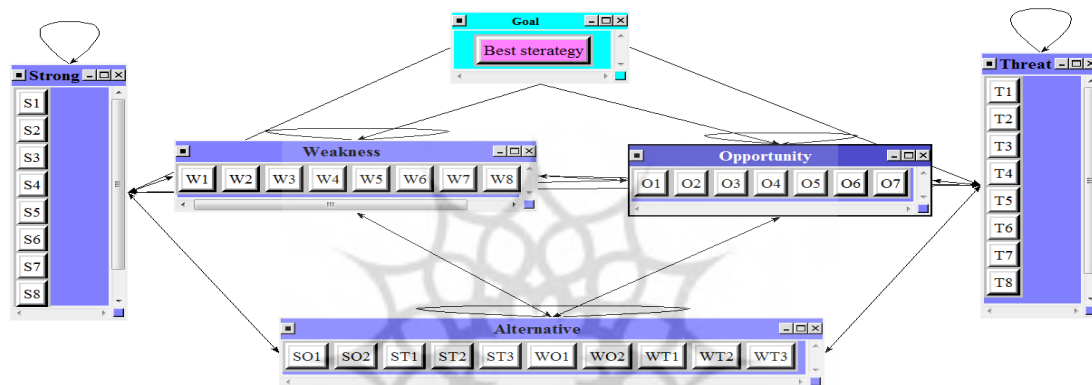 Goal
Best sterategy
Strong
S1
S2
S3
S4
S5
S6
S7
S8
Weakness
W1 W2 W3 W4 W5 W6 W7 W8
Opportunity
O1 O2 O3 O4 O5 O6 O7
Threat
T1
T2
T3
T4
T5
T6
T7
T8
Alternative
SO1 SO2 ST1 ST2 ST3 WO1 WO2 WT1 WT2 WT3